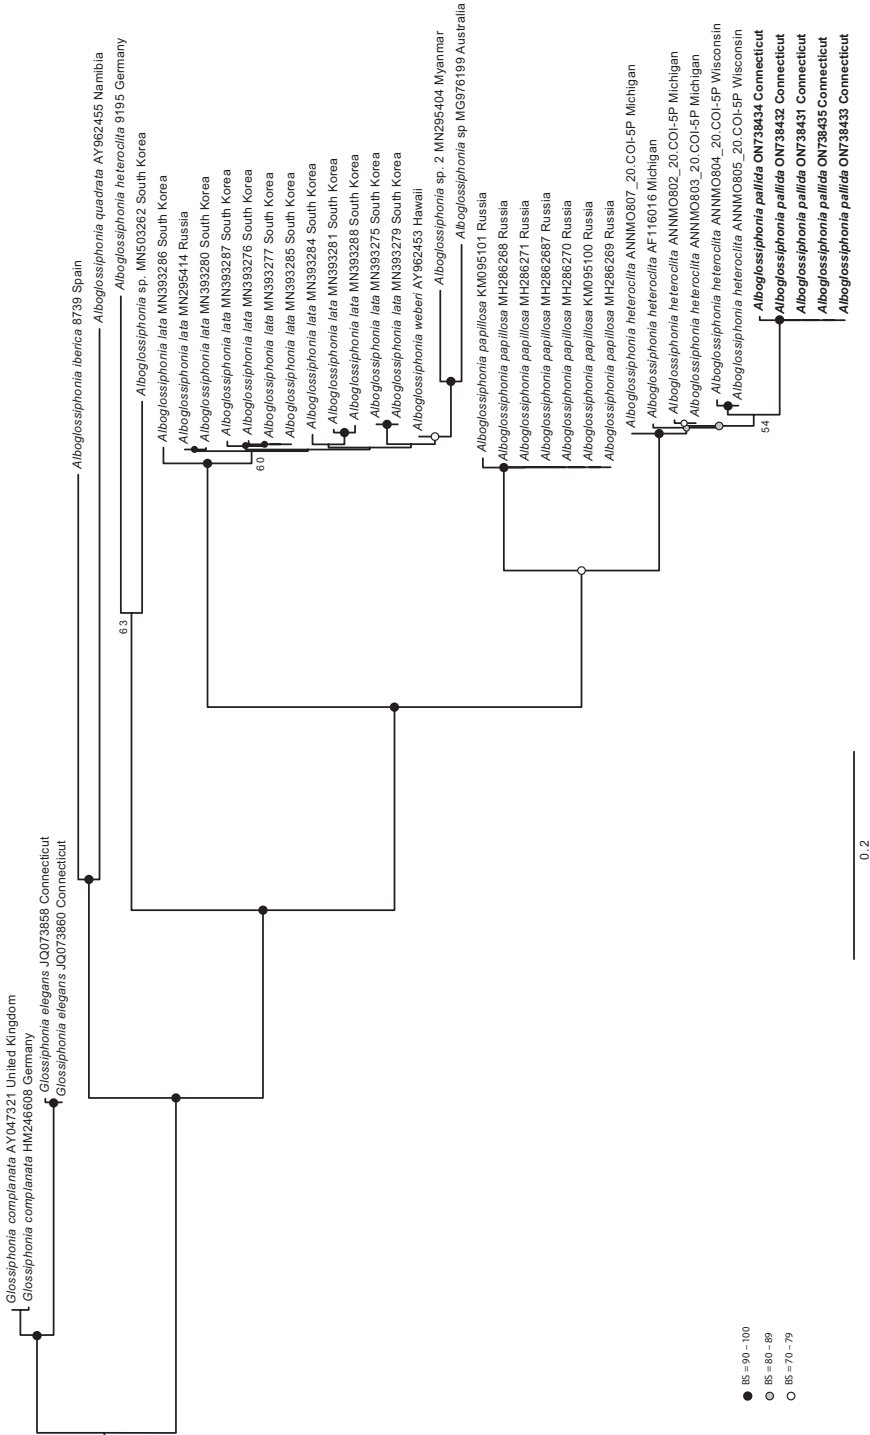 Glossiphonia complanata AY047321 United Kingdom
Glossiphonia complanata HM246608 Germany
Glossiphonia elegans JQ073858 Connecticut
Glossiphonia elegans JQ073860 Connecticut
Alboglossiphonia iberica 8739 Spain
Alboglossiphonia quadrata AY962455 Namibia
Alboglossiphonia heteroclita 9195 Germany
63
Alboglossiphonia sp. MN503262 South Korea
Alboglossiphonia lata MN393286 South Korea
Alboglossiphonia lata MN295414 Russia
Alboglossiphonia lata MN393280 South Korea
Alboglossiphonia lata MN393287 South Korea
Alboglossiphonia lata MN393276 South Korea
60
Alboglossiphonia lata MN393277 South Korea
Alboglossiphonia lata MN393285 South Korea
Alboglossiphonia lata MN393284 South Korea
Alboglossiphonia lata MN393281 South Korea
Alboglossiphonia lata MN393288 South Korea
Alboglossiphonia lata MN393275 South Korea
Alboglossiphonia lata MN393279 South Korea
Alboglossiphonia weberi AY962453 Hawaii
Alboglossiphonia sp. 2 MN295404 Myanmar
Alboglossiphonia sp MG976199 Australia
Alboglossiphonia papillosa KM095101 Russia
Alboglossiphonia papillosa MH286268 Russia
Alboglossiphonia papillosa MH286271 Russia
Alboglossiphonia papillosa MH2862687 Russia
Alboglossiphonia papillosa MH286270 Russia
Alboglossiphonia papillosa KM095100 Russia
Alboglossiphonia papillosa MH286269 Russia
Alboglossiphonia heteroclita ANNMO807_20.COI-5P Michigan
Alboglossiphonia heteroclita AF116016 Michigan
Alboglossiphonia heteroclita ANNMO802_20.COI-5P Michigan
Alboglossiphonia heteroclita ANNMO803_20.COI-5P Michigan
Alboglossiphonia heteroclita ANNMO804_20.COI-5P Wisconsin
Alboglossiphonia heteroclita ANNMO805_20.COI-5P Wisconsin
54
Alboglossiphonia pallida ON738434 Connecticut
Alboglossiphonia pallida ON738432 Connecticut
Alboglossiphonia pallida ON738431 Connecticut
Alboglossiphonia pallida ON738435 Connecticut
Alboglossiphonia pallida ON738433 Connecticut
0.2
BS = 90 – 100
BS = 80 – 89
BS = 70 – 79